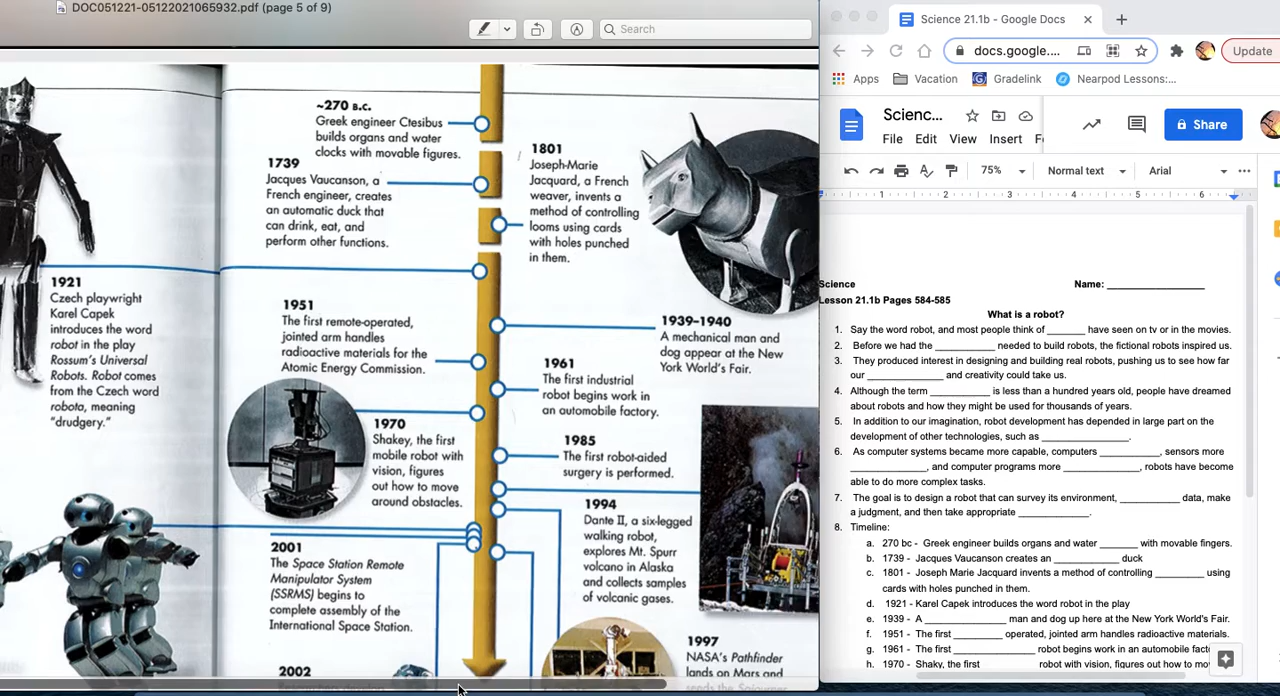 DOC051221-05122021065932.pdf (page 5 of 9)
Search
~270 B.C.
Greek engineer Ctesibus
builds organs and water
clocks with movable figures.
1739
Jacques Vaucanson, a
French engineer, creates
an automatic duck that
can drink, eat, and
perform other functions.
1801
Joseph-Marie
Jacquard, a French
weaver, invents a
method of controlling
looms using cards
with holes punched
in them.
1921
Czech playwright
Karel Capek
introduces the word
robot in the play
Rossum's Universal
Robots. Robot comes
from the Czech word
robota, meaning
"drudgery."
1951
The first remote-operated,
jointed arm handles
radioactive materials for the
Atomic Energy Commission.
1939–1940
A mechanical man and
dog appear at the New
York World's Fair.
1961
The first industrial
robot begins work in
an automobile factory.
1970
Shakey, the first
mobile robot with
vision, figures
out how to move
around obstacles.
1985
The first robot-aided
surgery is performed.
1994
Dante II, a six-legged
walking robot,
explores Mt. Spurr
volcano in Alaska
and collects samples
of volcanic gases.
2001
The Space Station Remote
Manipulator System
(SSRMS) begins to
complete assembly of the
International Space Station.
1997
NASA's Pathfinder
lands on Mars and
2002
Science 21.1b - Google Docs
docs.google....
Update
Apps
Vacation
Gradelink
Nearpod Lessons:...
Scienc...
File Edit View Insert
Share
75%
Normal text
Arial
1 2 3 4 5 6
Science Name: __________________
Lesson 21.1b Pages 584-585
What is a robot?
1. Say the word robot, and most people think of _______ have seen on tv or in the movies.
2. Before we had the ___________ needed to build robots, the fictional robots inspired us.
3. They produced interest in designing and building real robots, pushing us to see how far
our ______________ and creativity could take us.
4. Although the term ___________ is less than a hundred years old, people have dreamed
about robots and how they might be used for thousands of years.
5. In addition to our imagination, robot development has depended in large part on the
development of other technologies, such as ________________.
6. As computer systems became more capable, computers ___________, sensors more
______________, and computer programs more ______________, robots have become
able to do more complex tasks.
7. The goal is to design a robot that can survey its environment, ___________ data, make
a judgment, and then take appropriate _____________.
8. Timeline:
a. 270 bc - Greek engineer builds organs and water _______ with movable fingers.
b. 1739 - Jacques Vaucanson creates an ____________ duck
c. 1801 - Joseph Marie Jacquard invents a method of controlling _________ using
cards with holes punched in them.
d. 1921 - Karel Capek introduces the word robot in the play
e. 1939 - A _______________ man and dog up here at the New York World's Fair.
f. 1951 - The first _________ operated, jointed arm handles radioactive materials.
g. 1961 - The first _______________ robot begins work in an automobile
h. 1970 - Shaky, the first __________ robot with vision, figures out how to